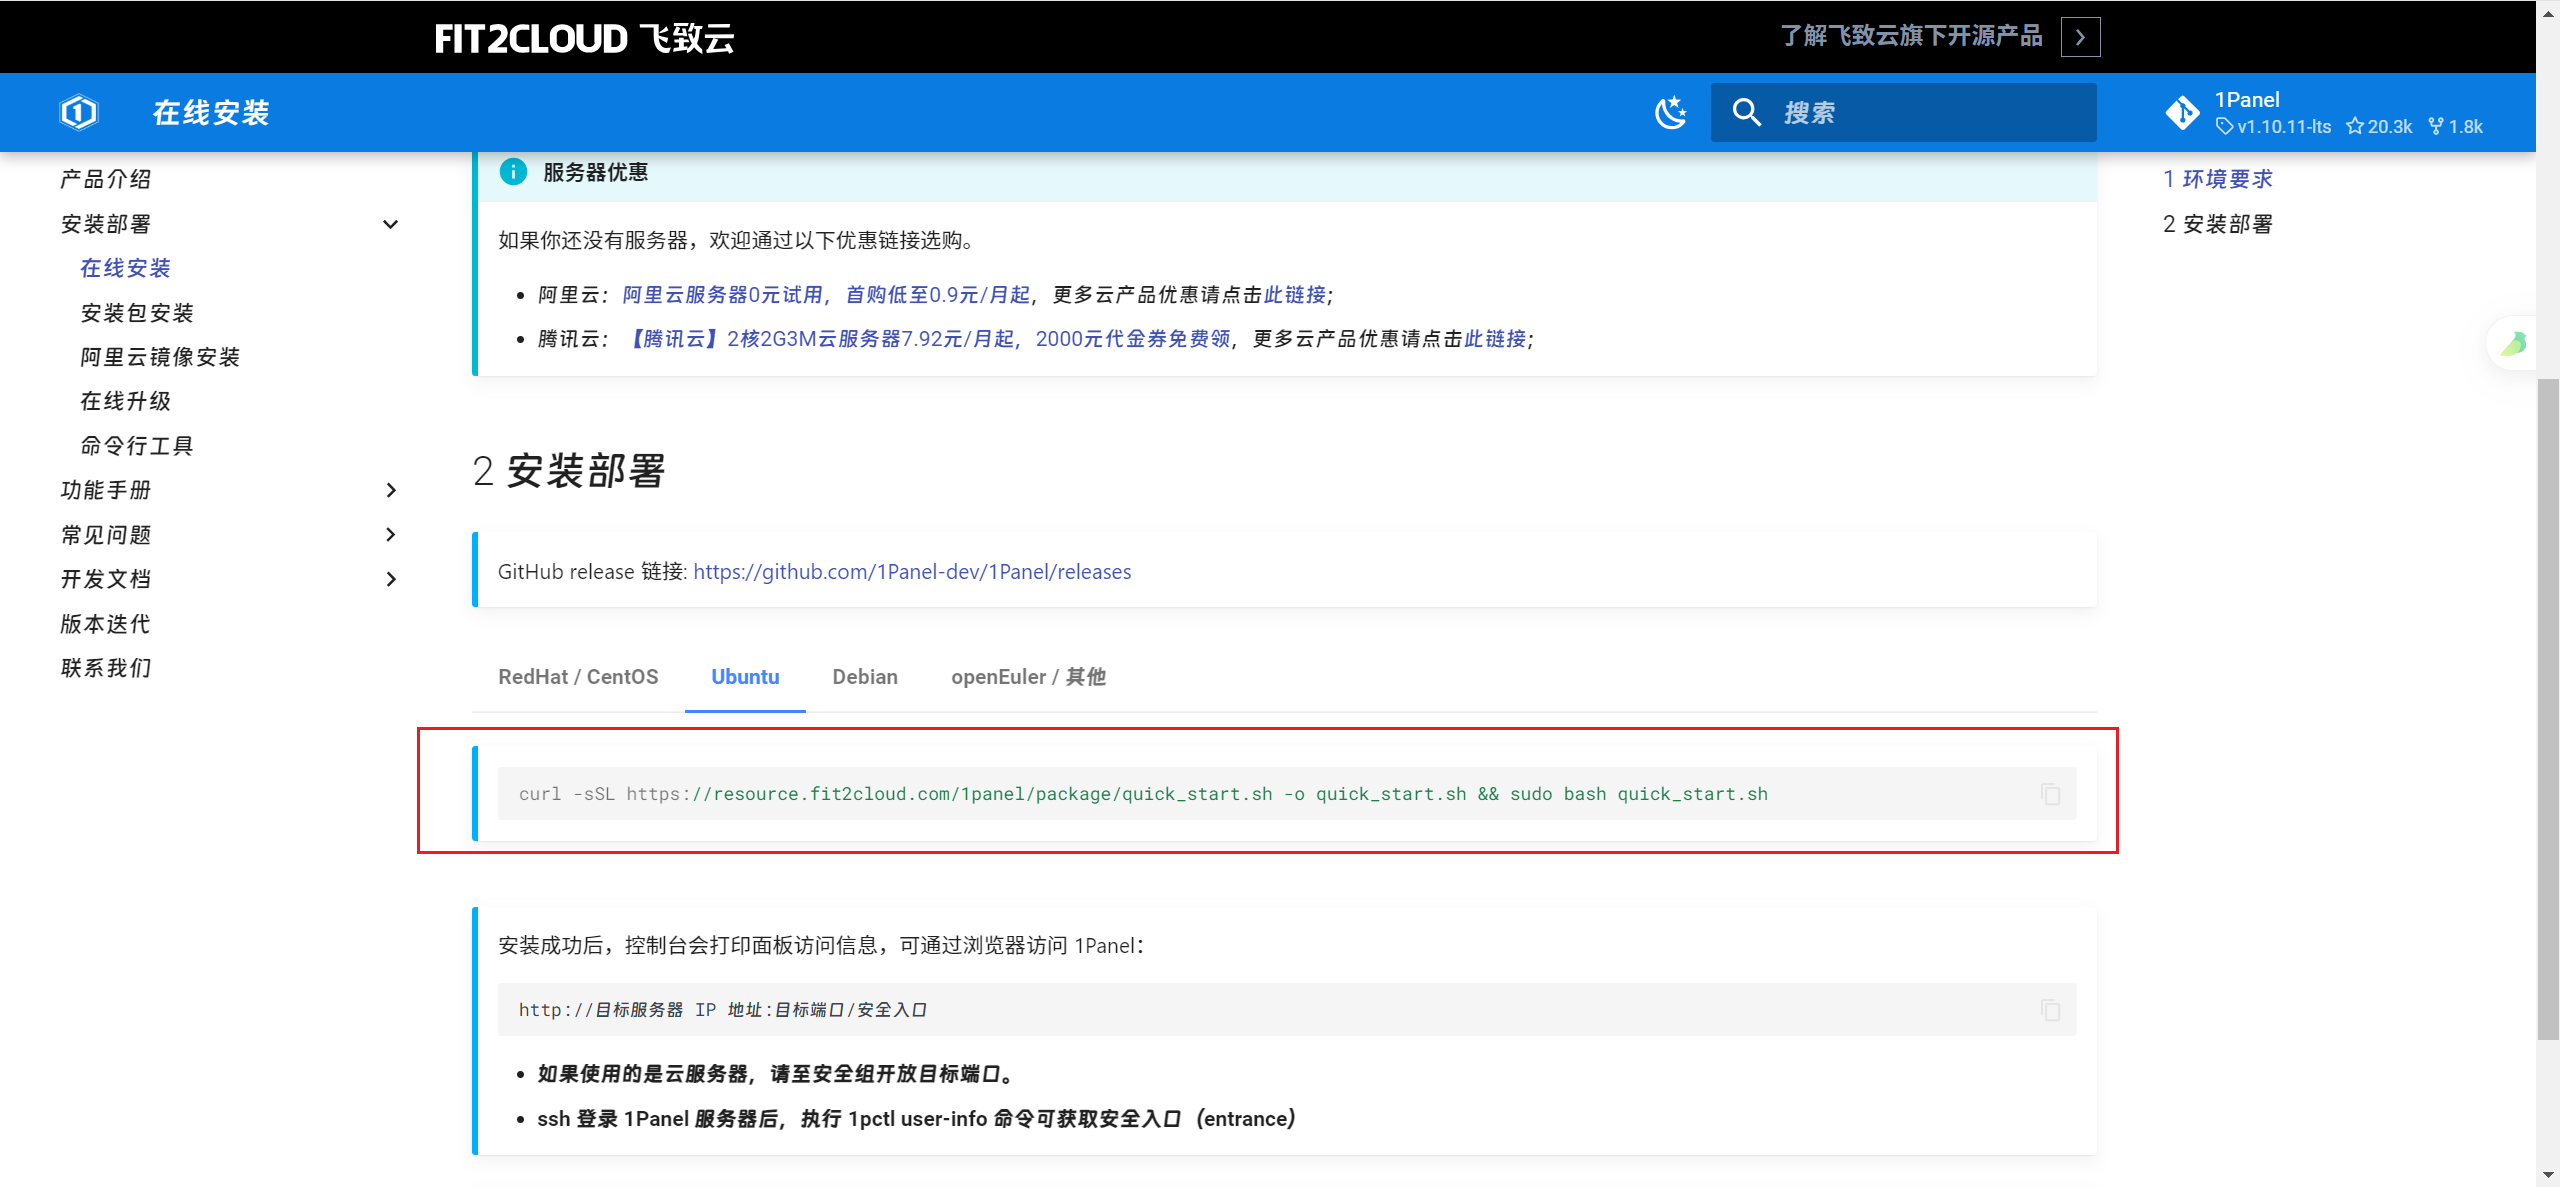 FIT2CLOUD 飞致云
了解飞致云旗下开源产品
在线安装
搜索
1Panel
v1.10.11-lts 20.3k 1.8k
产品介绍
安装部署
在线安装
安装包安装
阿里云镜像安装
在线升级
命令行工具
功能手册
常见问题
开发文档
版本迭代
联系我们
服务器优惠
如果你还没有服务器，欢迎通过以下优惠链接选购。
• 阿里云：阿里云服务器0元试用，首购低至0.9元/月起，更多云产品优惠请点击此链接；
• 腾讯云：【腾讯云】2核2G3M云服务器7.92元/月起，2000元代金券免费领，更多云产品优惠请点击此链接；
2 安装部署
GitHub release 链接: https://github.com/1Panel-dev/1Panel/releases
RedHat / CentOS Ubuntu Debian openEuler / 其他
curl -sSL https://resource.fit2cloud.com/1panel/package/quick_start.sh -o quick_start.sh && sudo bash quick_start.sh
安装成功后，控制台会打印面板访问信息，可通过浏览器访问 1Panel：
http://目标服务器 IP 地址:目标端口/安全入口
• 如果使用的是云服务器，请至安全组开放目标端口。
• ssh 登录 1Panel 服务器后，执行 1pctl user-info 命令可获取安全入口（entrance）
1 环境要求
2 安装部署